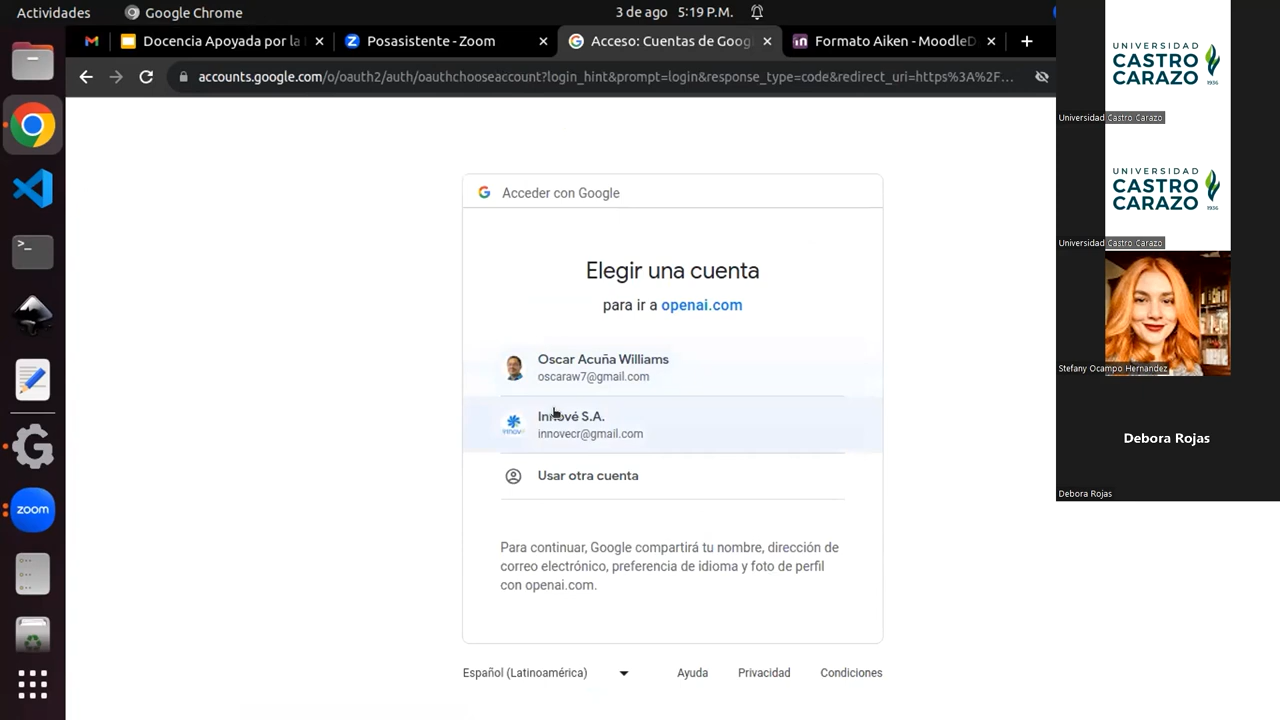 Actividades
Google Chrome
3 de ago 5:19 P.M.
Docencia Apoyada por la
Posasistente - Zoom
Acceso: Cuentas de Goog
Formato Aiken - MoodleD
accounts.google.com/o/oauth2/auth/oauthchooseaccount?login_hint&prompt=login&response_type=code&redirect_uri=https%3A%2F...
Acceder con Google
Elegir una cuenta
para ir a openai.com
Oscar Acuña Williams
oscaraw7@gmail.com
Innové S.A.
innovecr@gmail.com
Usar otra cuenta
Para continuar, Google compartirá tu nombre, dirección de
correo electrónico, preferencia de idioma y foto de perfil
con openai.com.
Español (Latinoamérica)
Ayuda
Privacidad
Condiciones
zoom
UNIVERSIDAD
CASTRO
CARAZO
1936
Universidad Castro Carazo
UNIVERSIDAD
CASTRO
CARAZO
1936
Universidad Castro Carazo
Stefany Ocampo Hernandez
Debora Rojas
Debora Rojas